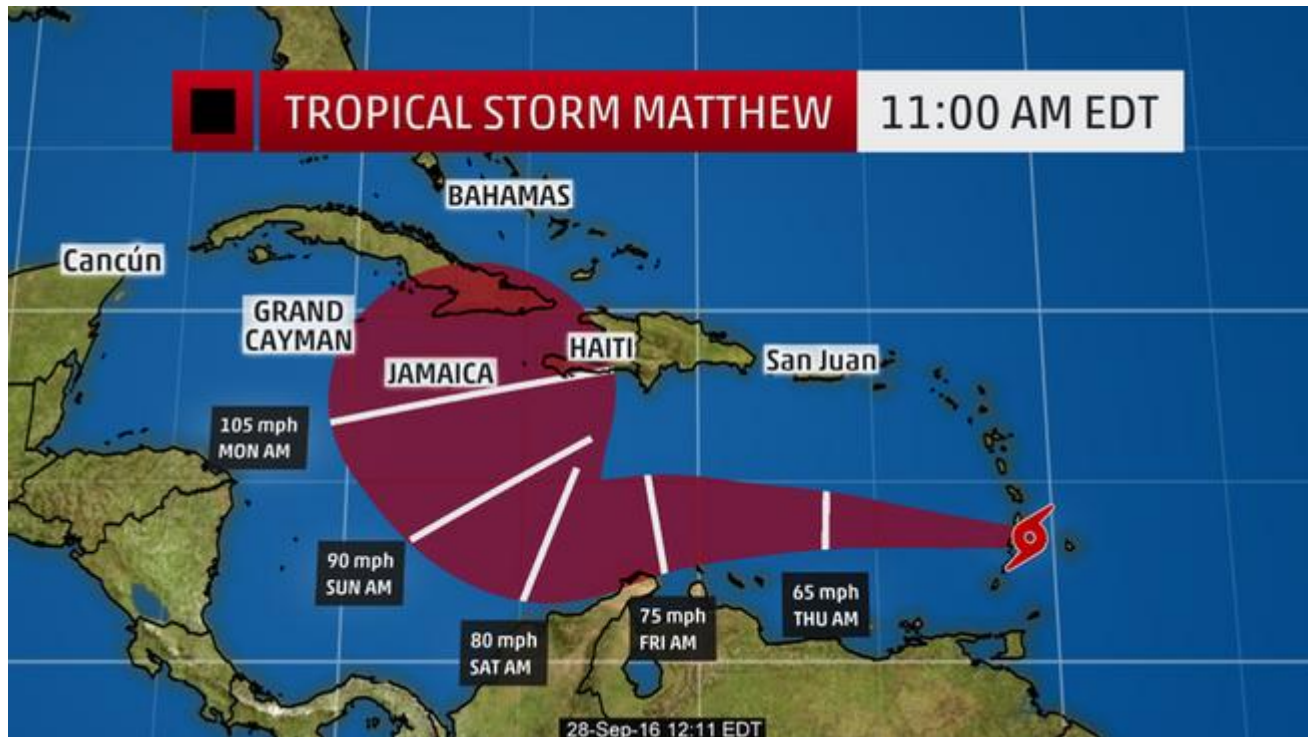 TROPICAL STORM MATTHEW 11:00 AM EDT
BAHAMAS
Cancún
GRAND
CAYMAN
HAITI
San Juan
JAMAICA
105 mph
MON AM
90 mph
SUN AM
80 mph
SAT AM
75 mph
FRI AM
65 mph
THU AM
28-Sep-16 12:11 EDT